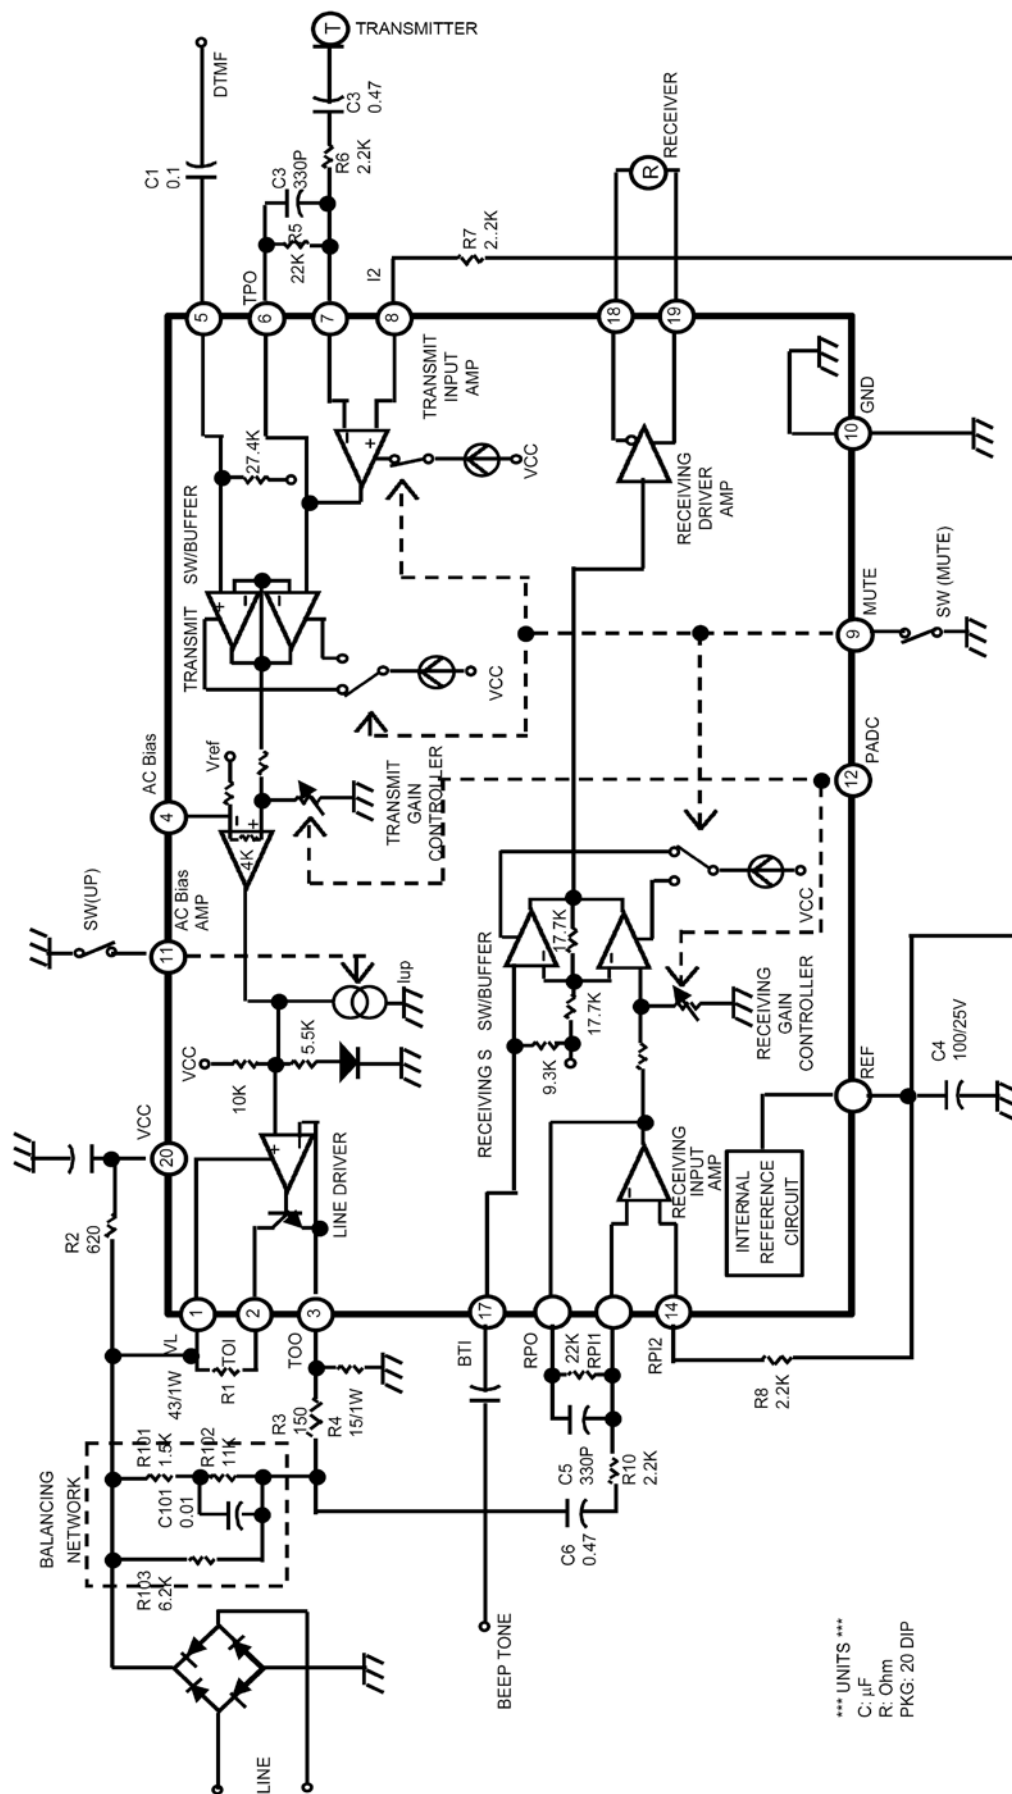 LINE
BALANCING
NETWORK
R103
6.2K
C101
0.01
R101
1.5K
R102
11K
R2
620
VCC
20
43/1W
R1
VL
TOI
TOO
1
2
3
R3
150
R4
15/1W
LINE DRIVER
VCC
10K
5.5K
Iup
SW(UP)
11
AC Bias
AMP
4
AC Bias
4K
Vref
TRANSMIT
GAIN
CONTROLLER
TRANSMIT
SW/BUFFER
VCC
27.4K
5
C1
0.1
DTMF
TPO
6
R5
22K
C3
330P
R6
2.2K
C3
0.47
T
TRANSMITTER
7
I2
8
R7
2..2K
TRANSMIT
INPUT
AMP
VCC
BEEP TONE
BTI
17
RECEIVING S
SW/BUFFER
9.3K
17.7K
17.7K
VCC
C6
0.47
C5
330P
R10
2.2K
RPO
22K
RPI1
RPI2
14
R8
2.2K
RECEIVING
INPUT
AMP
RECEIVING
GAIN
CONTROLLER
RECEIVING
DRIVER
AMP
18
19
R
RECEIVER
INTERNAL
REFERENCE
CIRCUIT
REF
C4
100/25V
12
PADC
9
MUTE
SW (MUTE)
10
GND
*** UNITS ***
C: µF
R: Ohm
PKG: 20 DIP